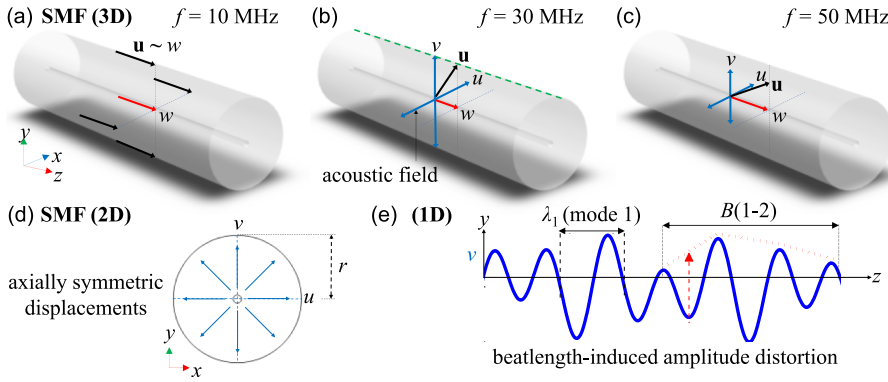 (a) SMF (3D) f = 10 MHz
u ~ w
w
y
x
z
(b) f = 30 MHz
v
u
u
w
acoustic field
(c) f = 50 MHz
v
u
u
w
(d) SMF (2D)
v
r
u
axially symmetric
displacements
y
x
(e) (1D)
y
λ₁ (mode 1)
B(1-2)
v
z
beatlength-induced amplitude distortion